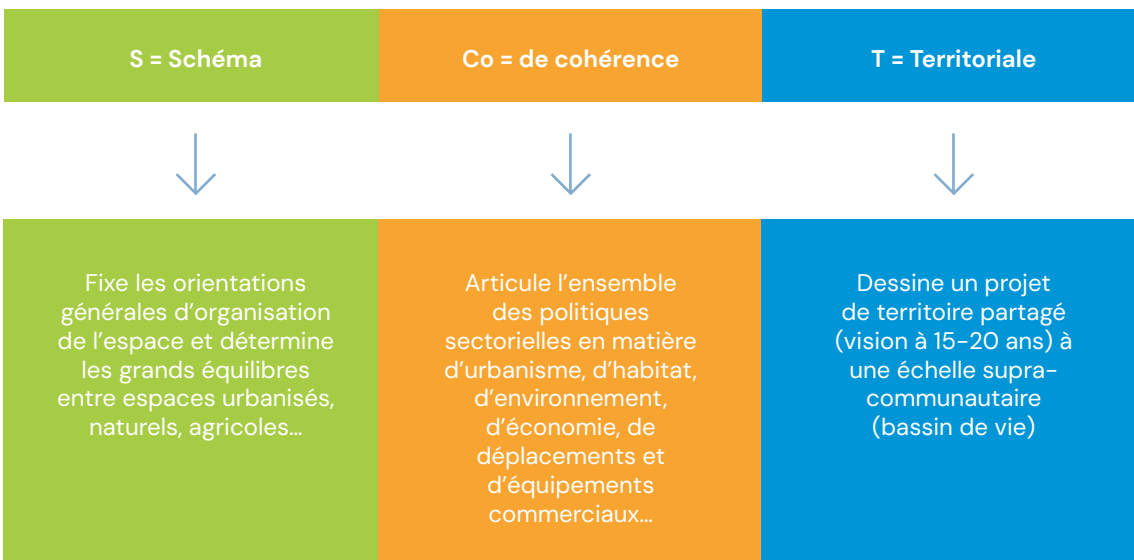 S = Schéma
Co = de cohérence
T = Territoriale
Fixe les orientations
générales d’organisation
de l’espace et détermine
les grands équilibres
entre espaces urbanisés,
naturels, agricoles…
Articule l’ensemble
des politiques
sectorielles en matière
d’urbanisme, d’habitat,
d’environnement,
d’économie, de
déplacements et
d’équipements
commerciaux…
Dessine un projet
de territoire partagé
(vision à 15-20 ans) à
une échelle supra-
communautaire
(bassin de vie)